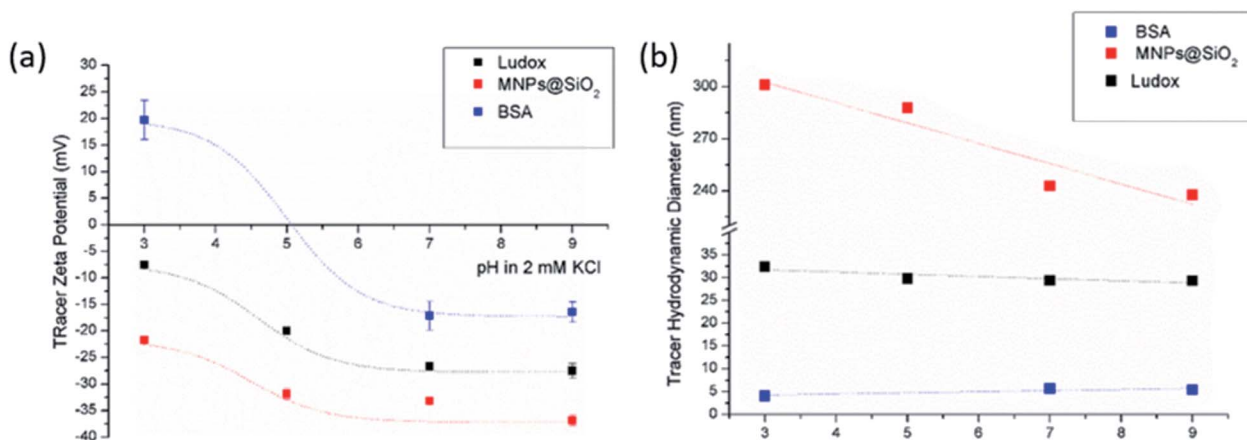 (a)
TRacer Zeta Potential (mV)
30
25
20
15
10
5
0
-5
-10
-15
-20
-25
-30
-35
-40
3 4 5 6 7 8 9
pH in 2 mM KCl
Ludox
MNPs@SiO2
BSA
(b)
Tracer Hydrodynamic Diameter (nm)
300
270
240
35
30
25
20
15
10
5
0
3 4 5 6 7 8 9
BSA
MNPs@SiO2
Ludox